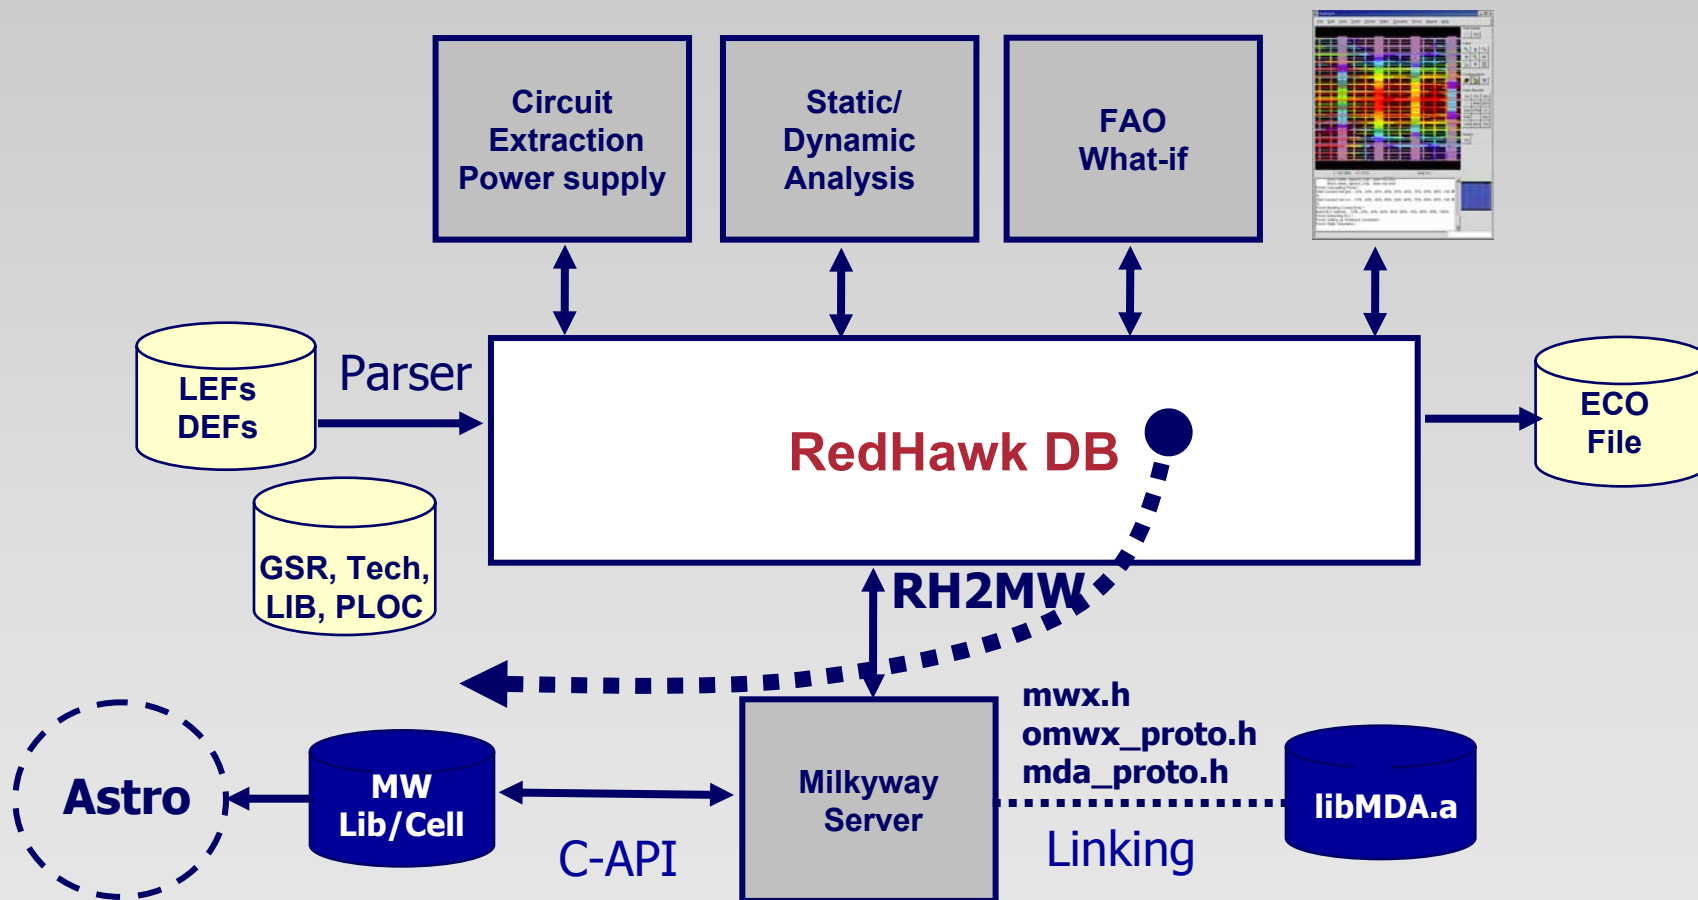 Circuit
Extraction
Power supply
Static/
Dynamic
Analysis
FAO
What-if
LEFs
DEFs
Parser
RedHawk DB
ECO
File
GSR, Tech,
LIB, PLOC
RH2MW
mwx.h
omwx_proto.h
mda_proto.h
Astro
MW
Lib/Cell
C-API
Milkyway
Server
Linking
libMDA.a